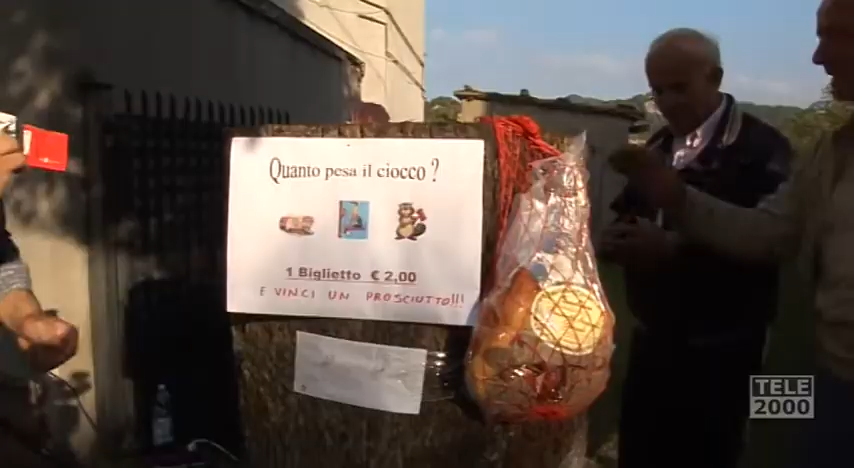 Quanto pesa il ciocco ?
1 Biglietto € 2,00
E VINCI UN PROSCIUTTO!!!
TELE
2000